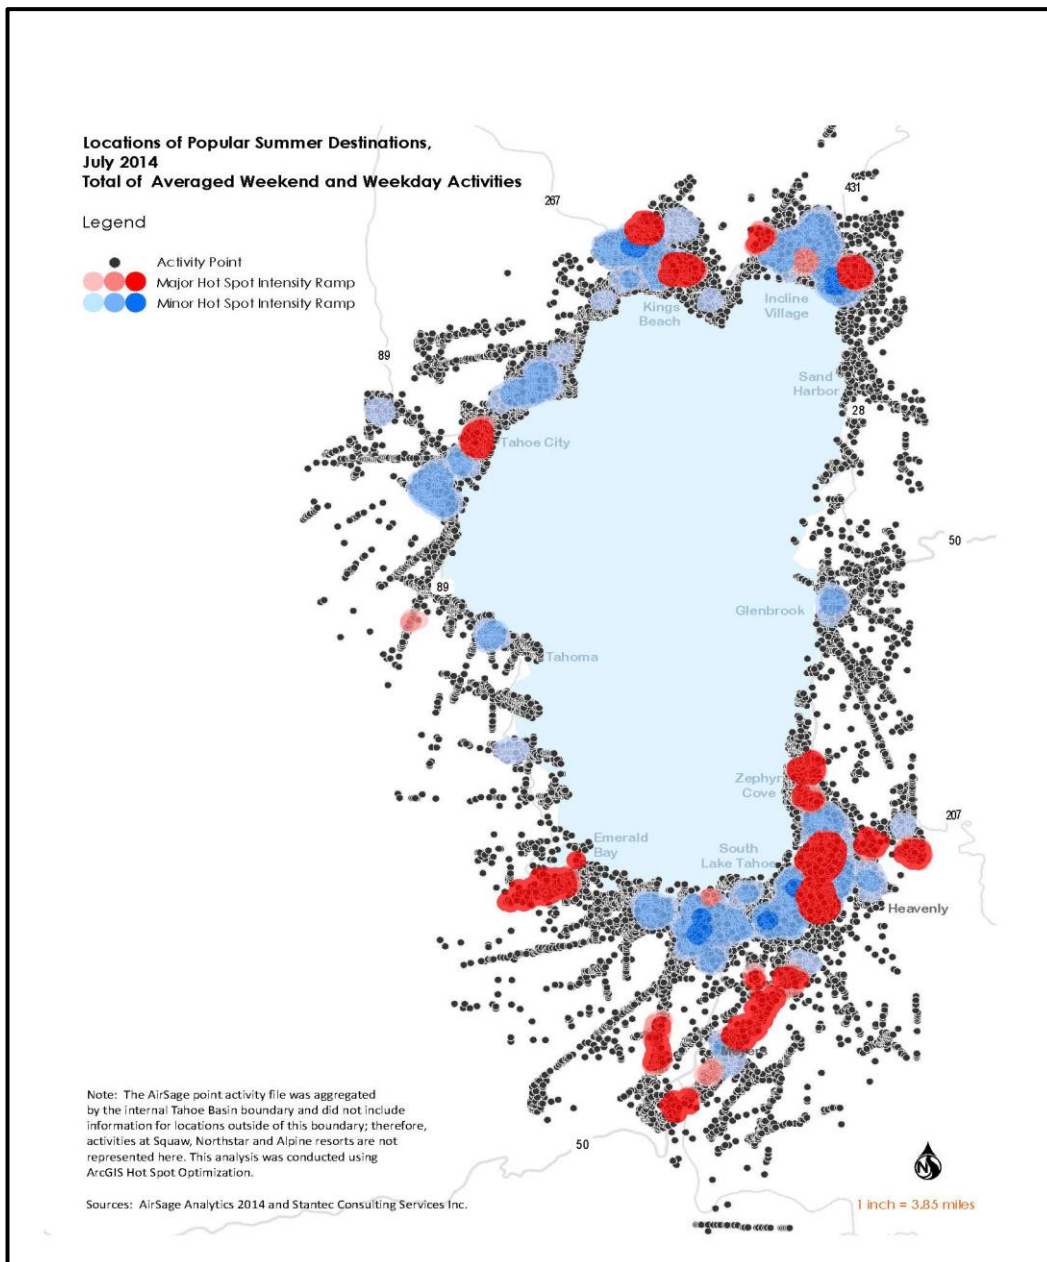 Locations of Popular Summer Destinations,
July 2014
Total of Averaged Weekend and Weekday Activities
Legend
Activity Point
Major Hot Spot Intensity Ramp
Minor Hot Spot Intensity Ramp
267
431
Kings
Beach
Incline
Village
89
Sand
Harbor
28
Tahoe City
50
89
Glenbrook
Tahoma
Zephyr
Cove
207
Emerald
Bay
South
Lake Tahoe
Heavenly
Meyers
Note: The AirSage point activity file was aggregated
by the internal Tahoe Basin boundary and did not include
information for locations outside of this boundary; therefore,
activities at Squaw, Northstar and Alpine resorts are not
represented here. This analysis was conducted using
ArcGIS Hot Spot Optimization.
50
N
Sources: AirSage Analytics 2014 and Stantec Consulting Services Inc.
1 inch = 3.85 miles